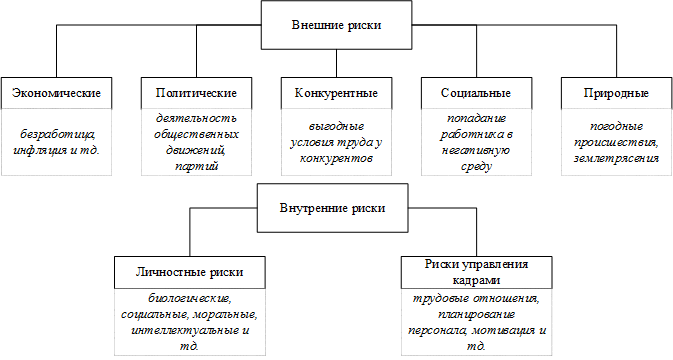 Внешние риски
Экономические
Политические
Конкурентные
Социальные
Природные
безработица,
инфляция и тд.
деятельность
общественных
движений,
партий
выгодные
условия труда у
конкурентов
попадание
работника в
негативную
среду
погодные
происшествия,
землетрясения
Внутренние риски
Личностные риски
Риски управления
кадрами
биологические,
социальные, моральные,
интеллектуальные и
тд.
трудовые отношения,
планирование
персонала, мотивация и
тд.